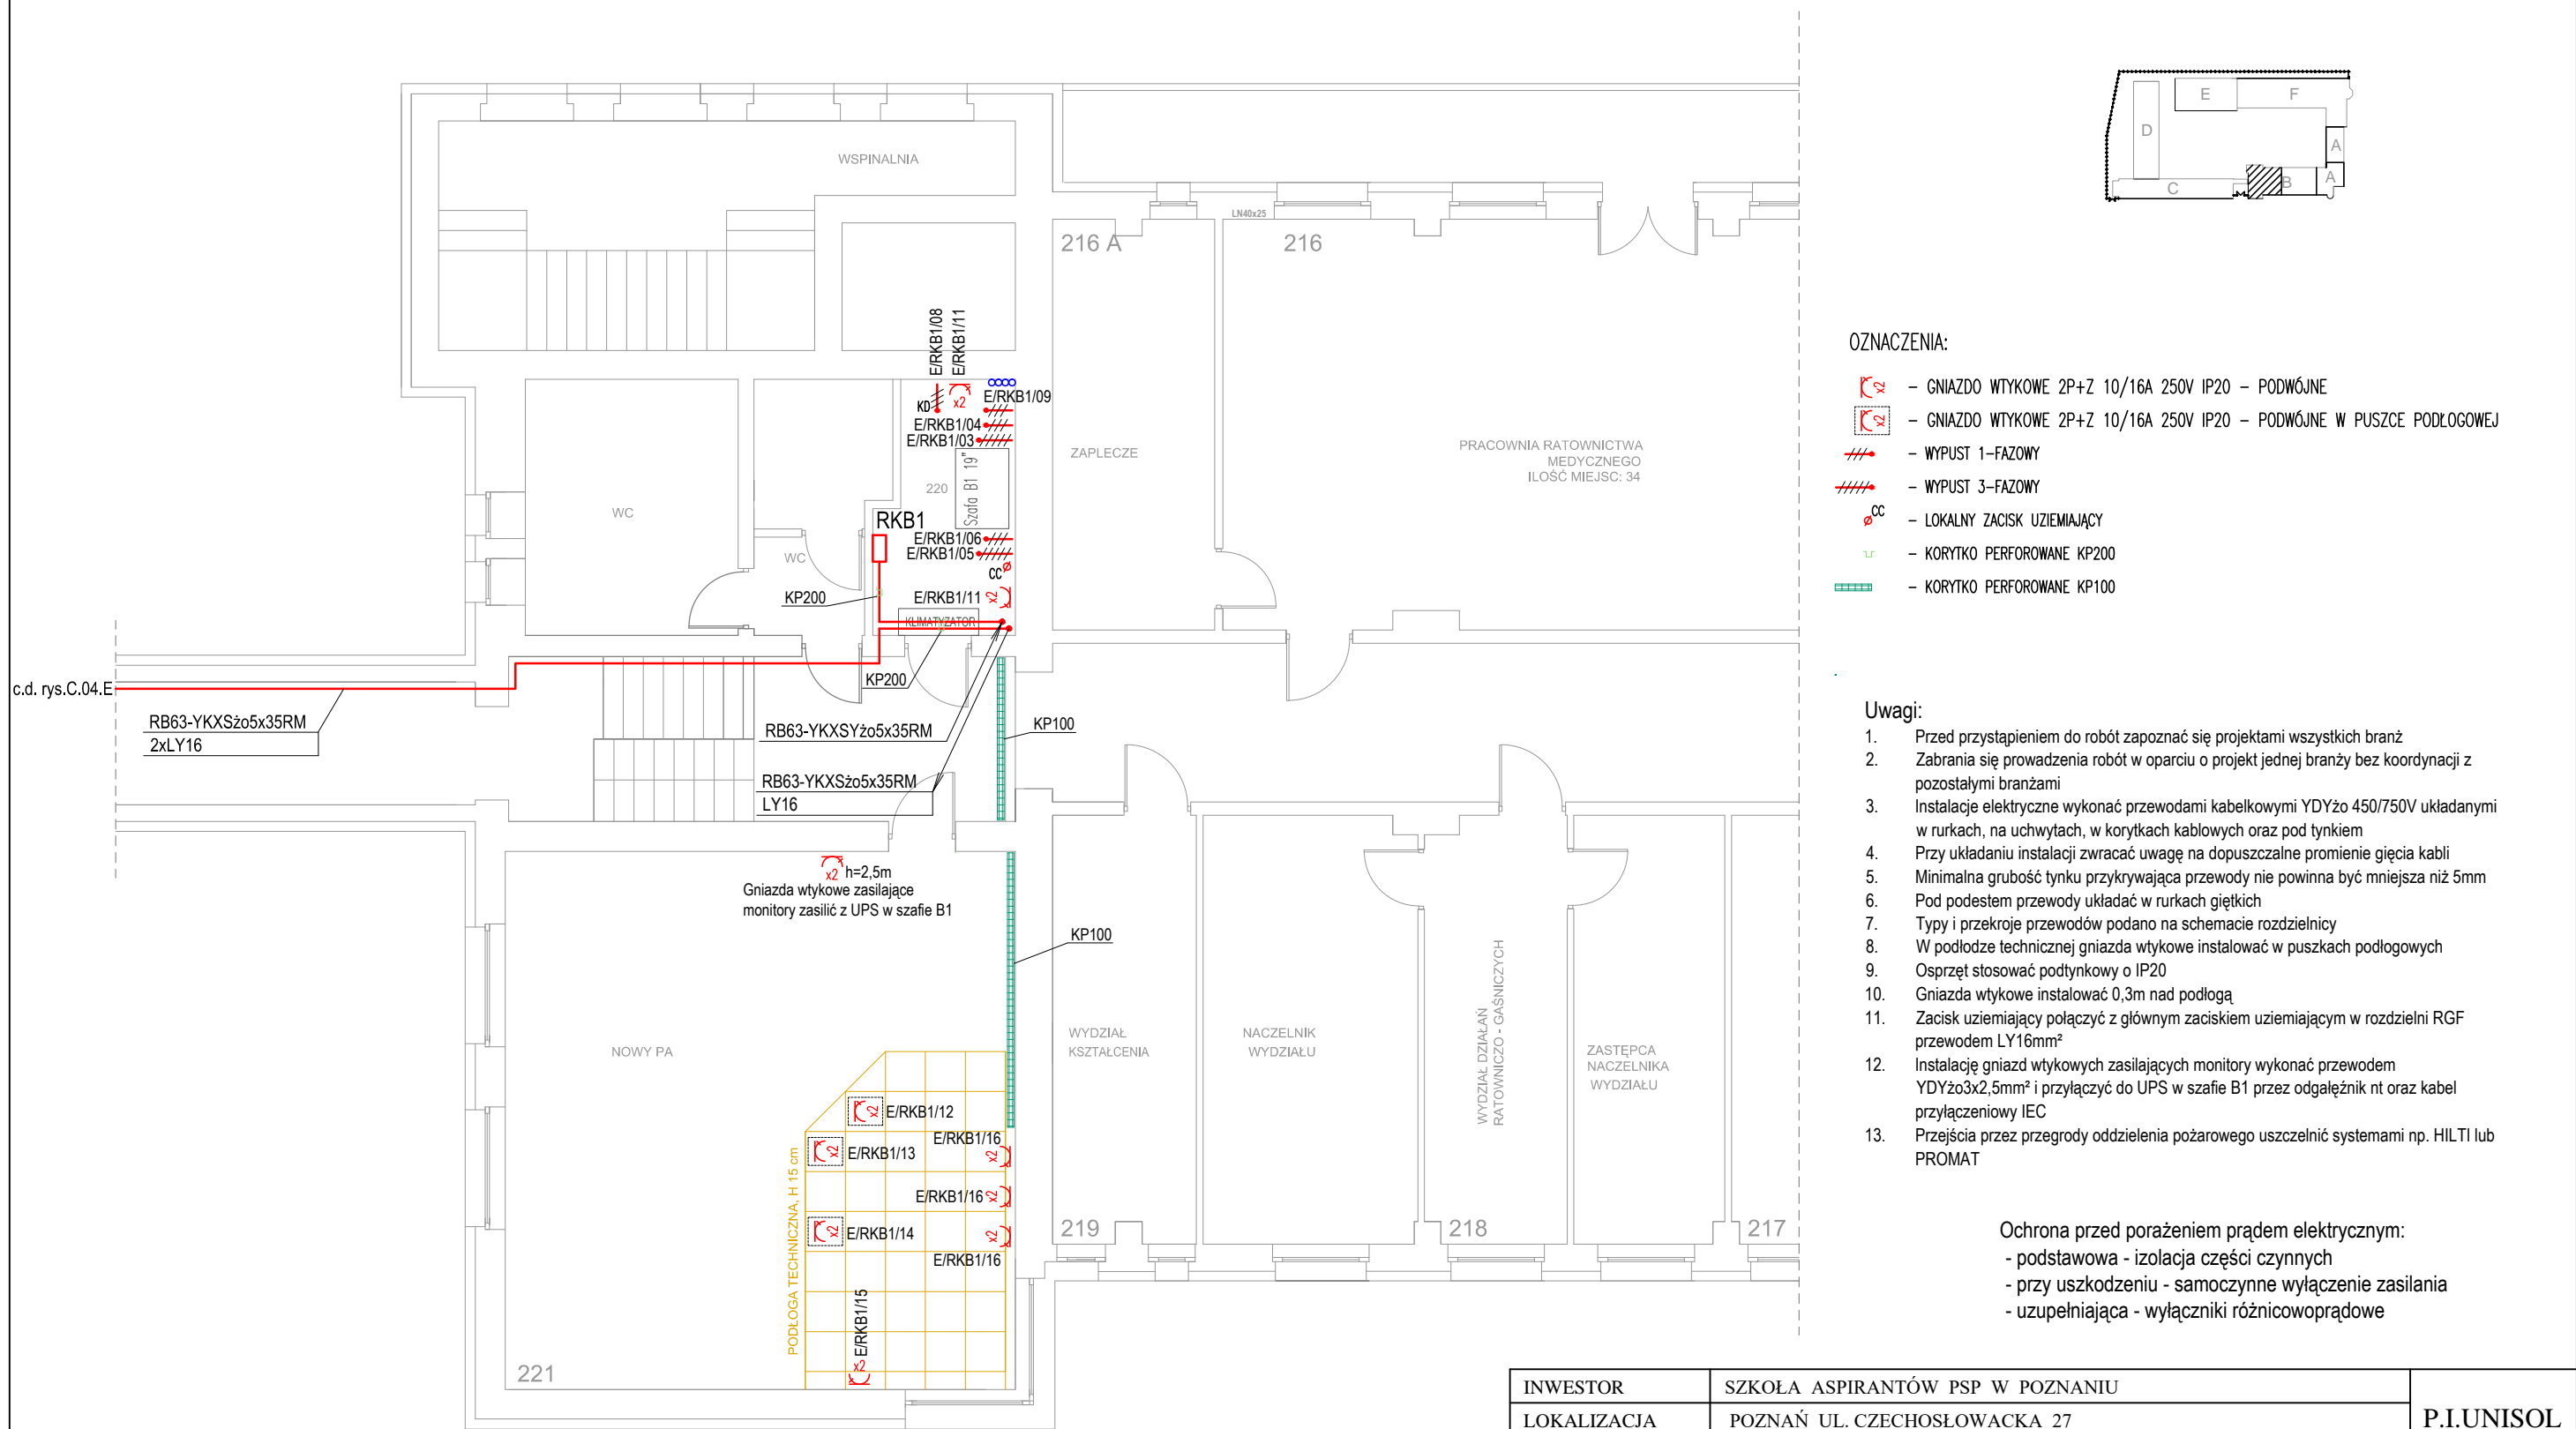 E
F
D
A
A
B
C
WSPINALNIA
LN40x25
216 A
216
ZAPLECZE
PRACOWNIA RATOWNICTWA
MEDYCZNEGO
ILOŚĆ MIEJSC: 34
E/RKB1/08
E/RKB1/11
KD
x2
E/RKB1/09
E/RKB1/04
E/RKB1/03
220
Szafa B1 19"
WC
WC
RKB1
E/RKB1/06
E/RKB1/05
CC
E/RKB1/11
x2
KP200
KLIMATYZATOR
KP200
c.d. rys.C.04.E
RB63-YKXSżo5x35RM
2xLY16
RB63-YKXSYżo5x35RM
KP100
RB63-YKXSżo5x35RM
LY16
x2 h=2,5m
Gniazda wtykowe zasilające
monitory zasilić z UPS w szafie B1
KP100
NOWY PA
PODŁOGA TECHNICZNA, H 15 cm
x2 E/RKB1/12
x2 E/RKB1/13
E/RKB1/16
x2
E/RKB1/16 x2
x2 E/RKB1/14
x2
E/RKB1/16
E/RKB1/15
x2
221
WYDZIAŁ
KSZTAŁCENIA
219
NACZELNIK
WYDZIAŁU
WYDZIAŁ DZIAŁAŃ
RATOWNICZO - GAŚNICZYCH
218
ZASTĘPCA
NACZELNIKA
WYDZIAŁU
217
OZNACZENIA:
x2 – GNIAZDO WTYKOWE 2P+Z 10/16A 250V IP20 – PODWÓJNE
x2 – GNIAZDO WTYKOWE 2P+Z 10/16A 250V IP20 – PODWÓJNE W PUSZCE PODŁOGOWEJ
– WYPUST 1–FAZOWY
– WYPUST 3–FAZOWY
CC – LOKALNY ZACISK UZIEMIAJĄCY
– KORYTKO PERFOROWANE KP200
– KORYTKO PERFOROWANE KP100
Uwagi:
1. Przed przystąpieniem do robót zapoznać się projektami wszystkich branż
2. Zabrania się prowadzenia robót w oparciu o projekt jednej branży bez koordynacji z
pozostałymi branżami
3. Instalacje elektryczne wykonać przewodami kabelkowymi YDYżo 450/750V układanymi
w rurkach, na uchwytach, w korytkach kablowych oraz pod tynkiem
4. Przy układaniu instalacji zwracać uwagę na dopuszczalne promienie gięcia kabli
5. Minimalna grubość tynku przykrywająca przewody nie powinna być mniejsza niż 5mm
6. Pod podestem przewody układać w rurkach giętkich
7. Typy i przekroje przewodów podano na schemacie rozdzielnicy
8. W podłodze technicznej gniazda wtykowe instalować w puszkach podłogowych
9. Osprzęt stosować podtynkowy o IP20
10. Gniazda wtykowe instalować 0,3m nad podłogą
11. Zacisk uziemiający połączyć z głównym zaciskiem uziemiającym w rozdzielni RGF
przewodem LY16mm²
12. Instalację gniazd wtykowych zasilających monitory wykonać przewodem
YDYżo3x2,5mm² i przyłączyć do UPS w szafie B1 przez odgałęźnik nt oraz kabel
przyłączeniowy IEC
13. Przejścia przez przegrody oddzielenia pożarowego uszczelnić systemami np. HILTI lub
PROMAT
Ochrona przed porażeniem prądem elektrycznym:
- podstawowa - izolacja części czynnych
- przy uszkodzeniu - samoczynne wyłączenie zasilania
- uzupełniająca - wyłączniki różnicowoprądowe
INWESTOR SZKOŁA ASPIRANTÓW PSP W POZNANIU
LOKALIZACJA POZNAŃ UL. CZECHOSŁOWACKA 27
P.I.UNISOL